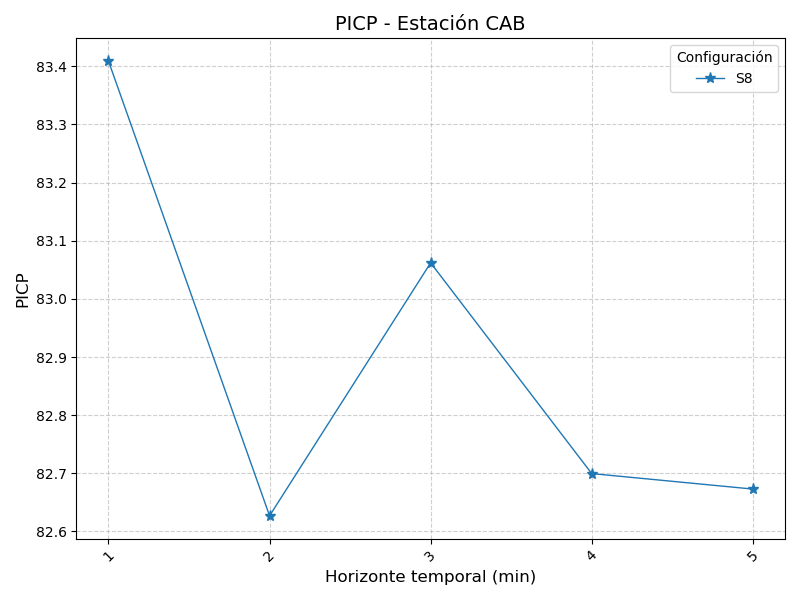 PICP - Estación CAB
Configuración
S8
PICP
83.4
83.3
83.2
83.1
83.0
82.9
82.8
82.7
82.6
1
2
3
4
5
Horizonte temporal (min)